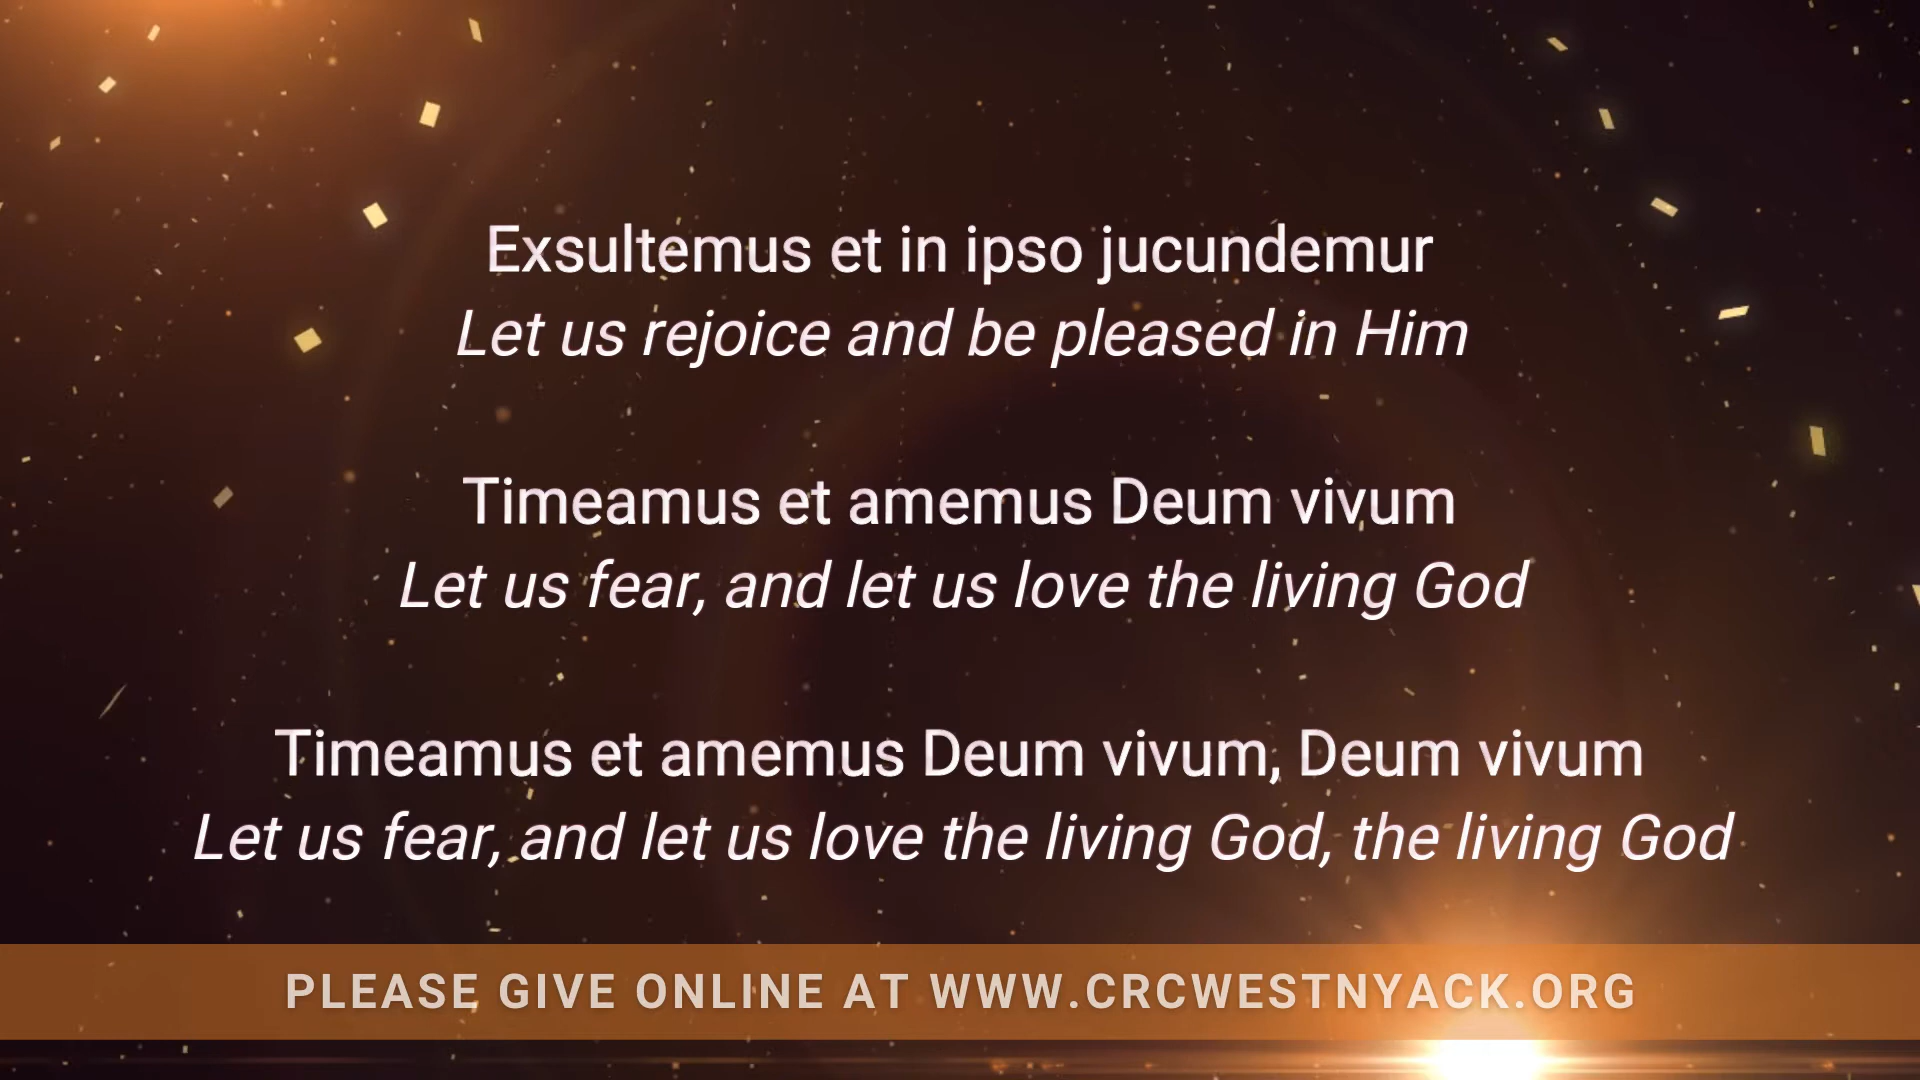 Exsultemus et in ipso jucundemur
Let us rejoice and be pleased in Him
Timeamus et amemus Deum vivum
Let us fear, and let us love the living God
Timeamus et amemus Deum vivum, Deum vivum
Let us fear, and let us love the living God, the living God
PLEASE GIVE ONLINE AT WWW.CRCWESTNYACK.ORG